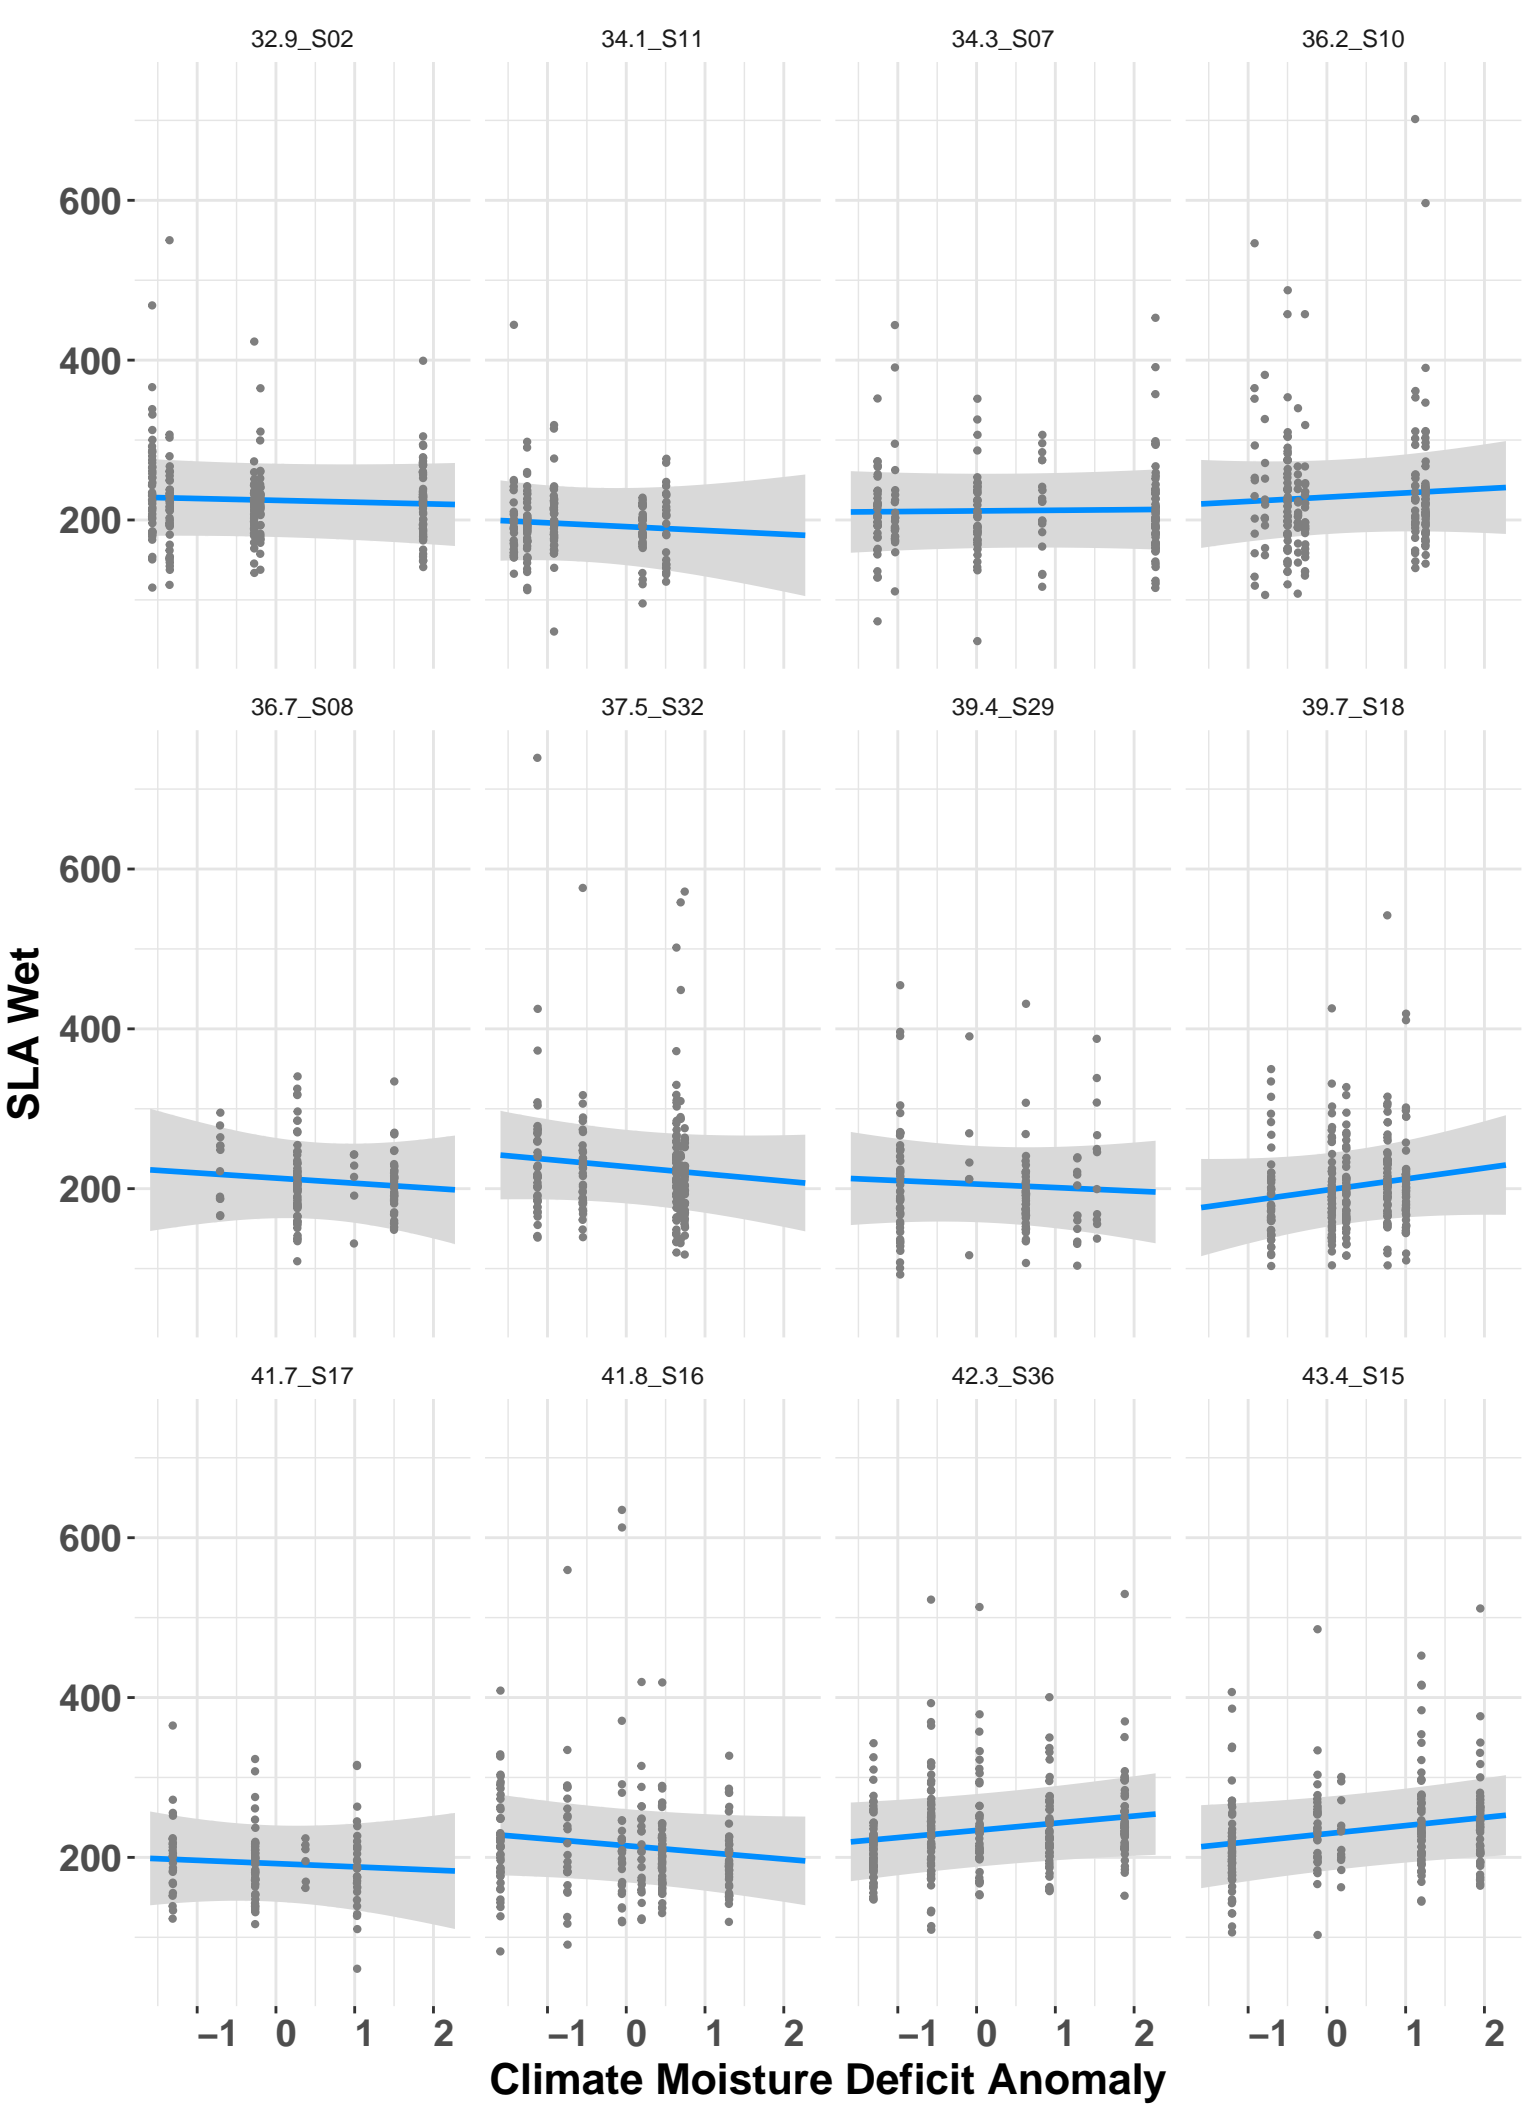 32.9_S02 34.1_S11 34.3_S07 36.2_S10
600
400
200
36.7_S08 37.5_S32 39.4_S29 39.7_S18
600
400
200
SLA Wet
41.7_S17 41.8_S16 42.3_S36 43.4_S15
600
400
200
−1 0 1 2 −1 0 1 2 −1 0 1 2 −1 0 1 2
Climate Moisture Deficit Anomaly